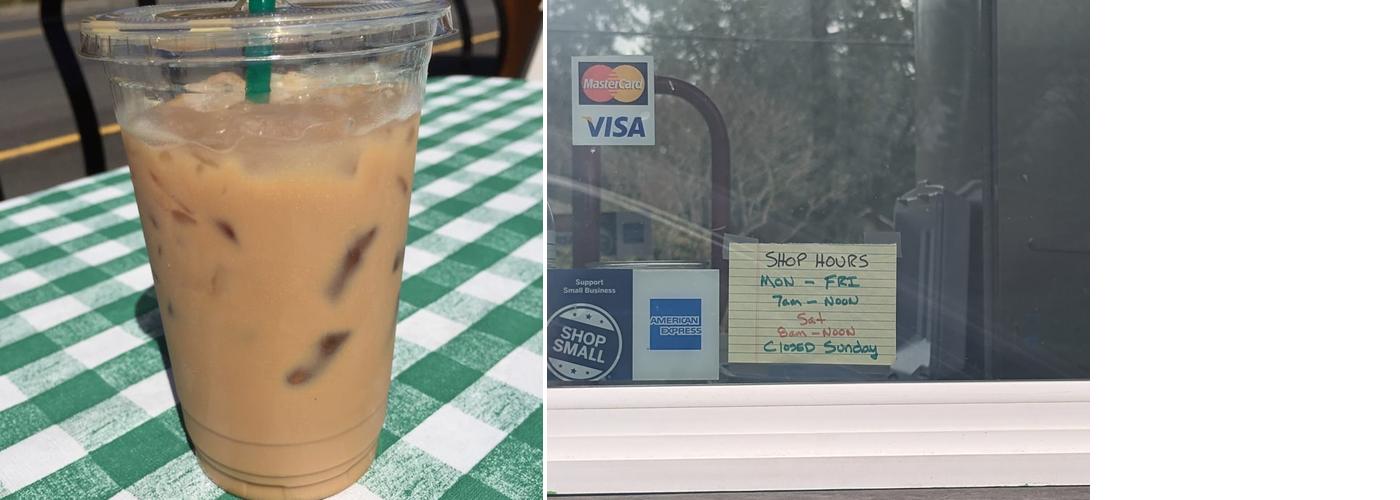 MasterCard
VISA
Support
Small Business
SHOP
SMALL
AMERICAN
EXPRESS
SHOP HOURS
MON - FRI
7am - NOON
Sat
8am - NOON
Closed Sunday